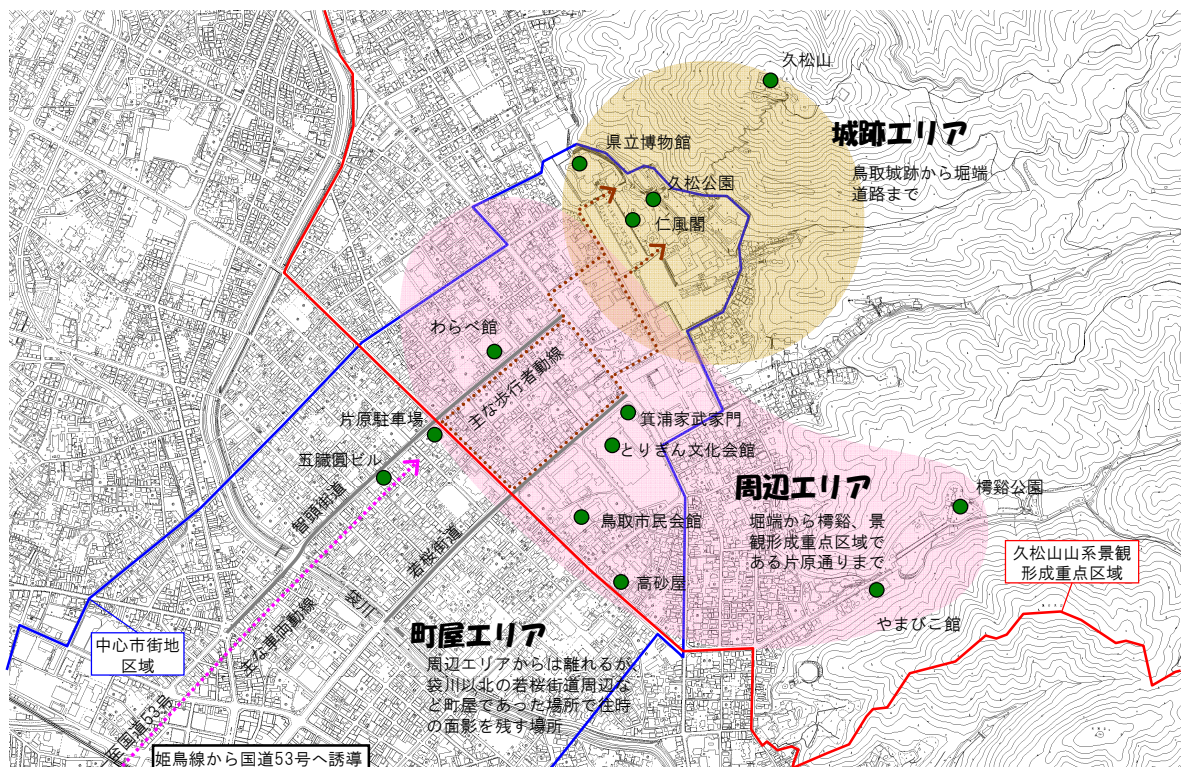 久松山
城跡エリア
鳥取城跡から堀端
道路まで
県立博物館
久松公園
仁風閣
わらべ館
主な歩行者動線
片原駐車場
五臓圓ビル
箕浦家武家門
とりぎん文化会館
智頭街道
若桜街道
袋川
鳥取市民会館
高砂屋
周辺エリア
堀端から樗谿、景
観形成重点区域で
ある片原通りまで
樗谿公園
やまびこ館
久松山山系景観
形成重点区域
町屋エリア
周辺エリアからは離れるが
袋川以北の若桜街道周辺な
ど町屋であった場所で往時
の面影を残す場所
中心市街地
区域
主な車両動線
至国道53号
姫鳥線から国道53号へ誘導